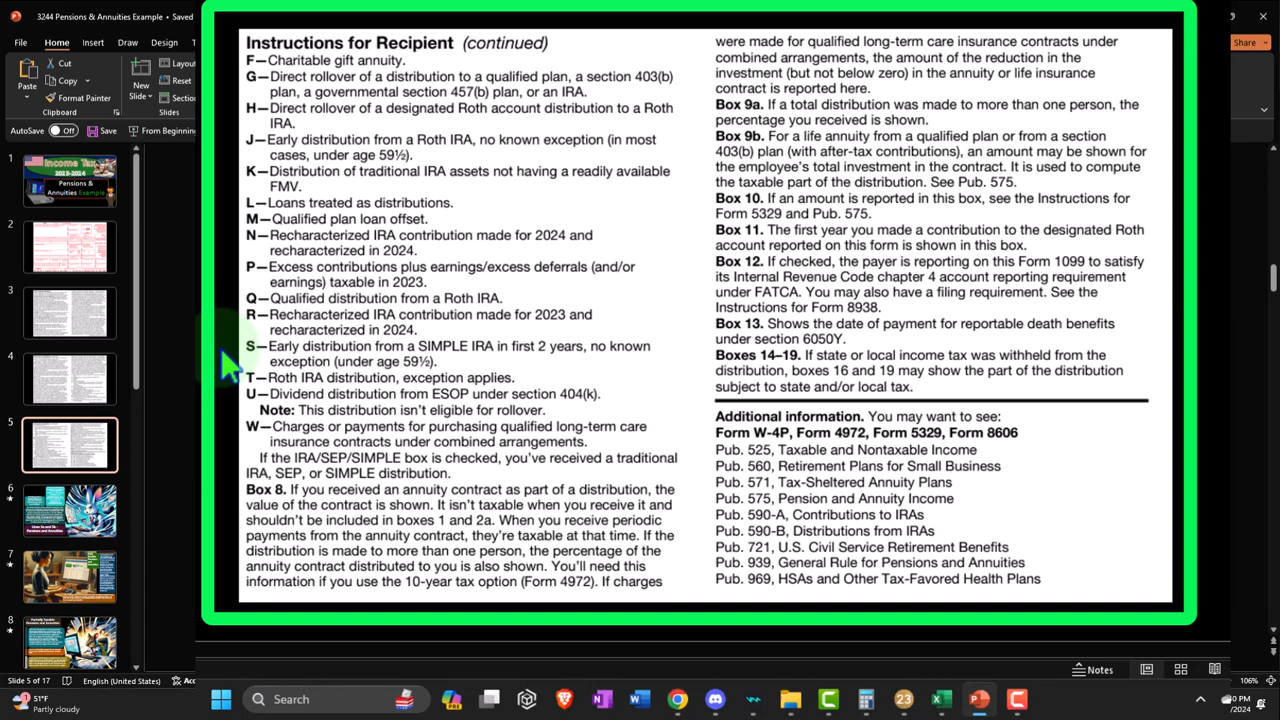 3244 Pensions & Annuities Example • Saved
File
Home
Insert
Draw
Design
T
Share
Paste
Cut
Copy
Format Painter
New
Slide
Layout
Reset
Section
AutoSave
Off
Save
From Beginning
1
2
3
4
5
6
7
8
Income Tax
2023-2024
Pensions &
Annuities Example
Instructions for Recipient (continued)
F—Charitable gift annuity.
G—Direct rollover of a distribution to a qualified plan, a section 403(b)
plan, a governmental section 457(b) plan, or an IRA.
H—Direct rollover of a designated Roth account distribution to a Roth
IRA.
J—Early distribution from a Roth IRA, no known exception (in most
cases, under age 59½).
K—Distribution of traditional IRA assets not having a readily available
FMV.
L—Loans treated as distributions.
M—Qualified plan loan offset.
N—Recharacterized IRA contribution made for 2024 and
recharacterized in 2024.
P—Excess contributions plus earnings/excess deferrals (and/or
earnings) taxable in 2023.
Q—Qualified distribution from a Roth IRA.
R—Recharacterized IRA contribution made for 2023 and
recharacterized in 2024.
S—Early distribution from a SIMPLE IRA in first 2 years, no known
exception (under age 59½).
T—Roth IRA distribution, exception applies.
U—Dividend distribution from ESOP under section 404(k).
Note: This distribution isn't eligible for rollover.
W—Charges or payments for purchasing qualified long-term care
insurance contracts under combined arrangements.
If the IRA/SEP/SIMPLE box is checked, you've received a traditional
IRA, SEP, or SIMPLE distribution.
Box 8. If you received an annuity contract as part of a distribution, the
value of the contract is shown. It isn't taxable when you receive it and
shouldn't be included in boxes 1 and 2a. When you receive periodic
payments from the annuity contract, they're taxable at that time. If the
distribution is made to more than one person, the percentage of the
annuity contract distributed to you is also shown. You'll need this
information if you use the 10-year tax option (Form 4972). If charges
were made for qualified long-term care insurance contracts under
combined arrangements, the amount of the reduction in the
investment (but not below zero) in the annuity or life insurance
contract is reported here.
Box 9a. If a total distribution was made to more than one person, the
percentage you received is shown.
Box 9b. For a life annuity from a qualified plan or from a section
403(b) plan (with after-tax contributions), an amount may be shown for
the employee's total investment in the contract. It is used to compute
the taxable part of the distribution. See Pub. 575.
Box 10. If an amount is reported in this box, see the Instructions for
Form 5329 and Pub. 575.
Box 11. The first year you made a contribution to the designated Roth
account reported on this form is shown in this box.
Box 12. If checked, the payer is reporting on this Form 1099 to satisfy
its Internal Revenue Code chapter 4 account reporting requirement
under FATCA. You may also have a filing requirement. See the
Instructions for Form 8938.
Box 13. Shows the date of payment for reportable death benefits
under section 6050Y.
Boxes 14–19. If state or local income tax was withheld from the
distribution, boxes 16 and 19 may show the part of the distribution
subject to state and/or local tax.
Additional information. You may want to see:
Form W-4P, Form 4972, Form 5329, Form 8606
Pub. 525, Taxable and Nontaxable Income
Pub. 560, Retirement Plans for Small Business
Pub. 571, Tax-Sheltered Annuity Plans
Pub. 575, Pension and Annuity Income
Pub. 590-A, Contributions to IRAs
Pub. 590-B, Distributions from IRAs
Pub. 721, U.S. Civil Service Retirement Benefits
Pub. 939, General Rule for Pensions and Annuities
Pub. 969, HSAs and Other Tax-Favored Health Plans
Slide 5 of 17
English (United States)
Acc
Notes
106%
51°F
Partly cloudy
Search
PRE
23
0 PM
/2024